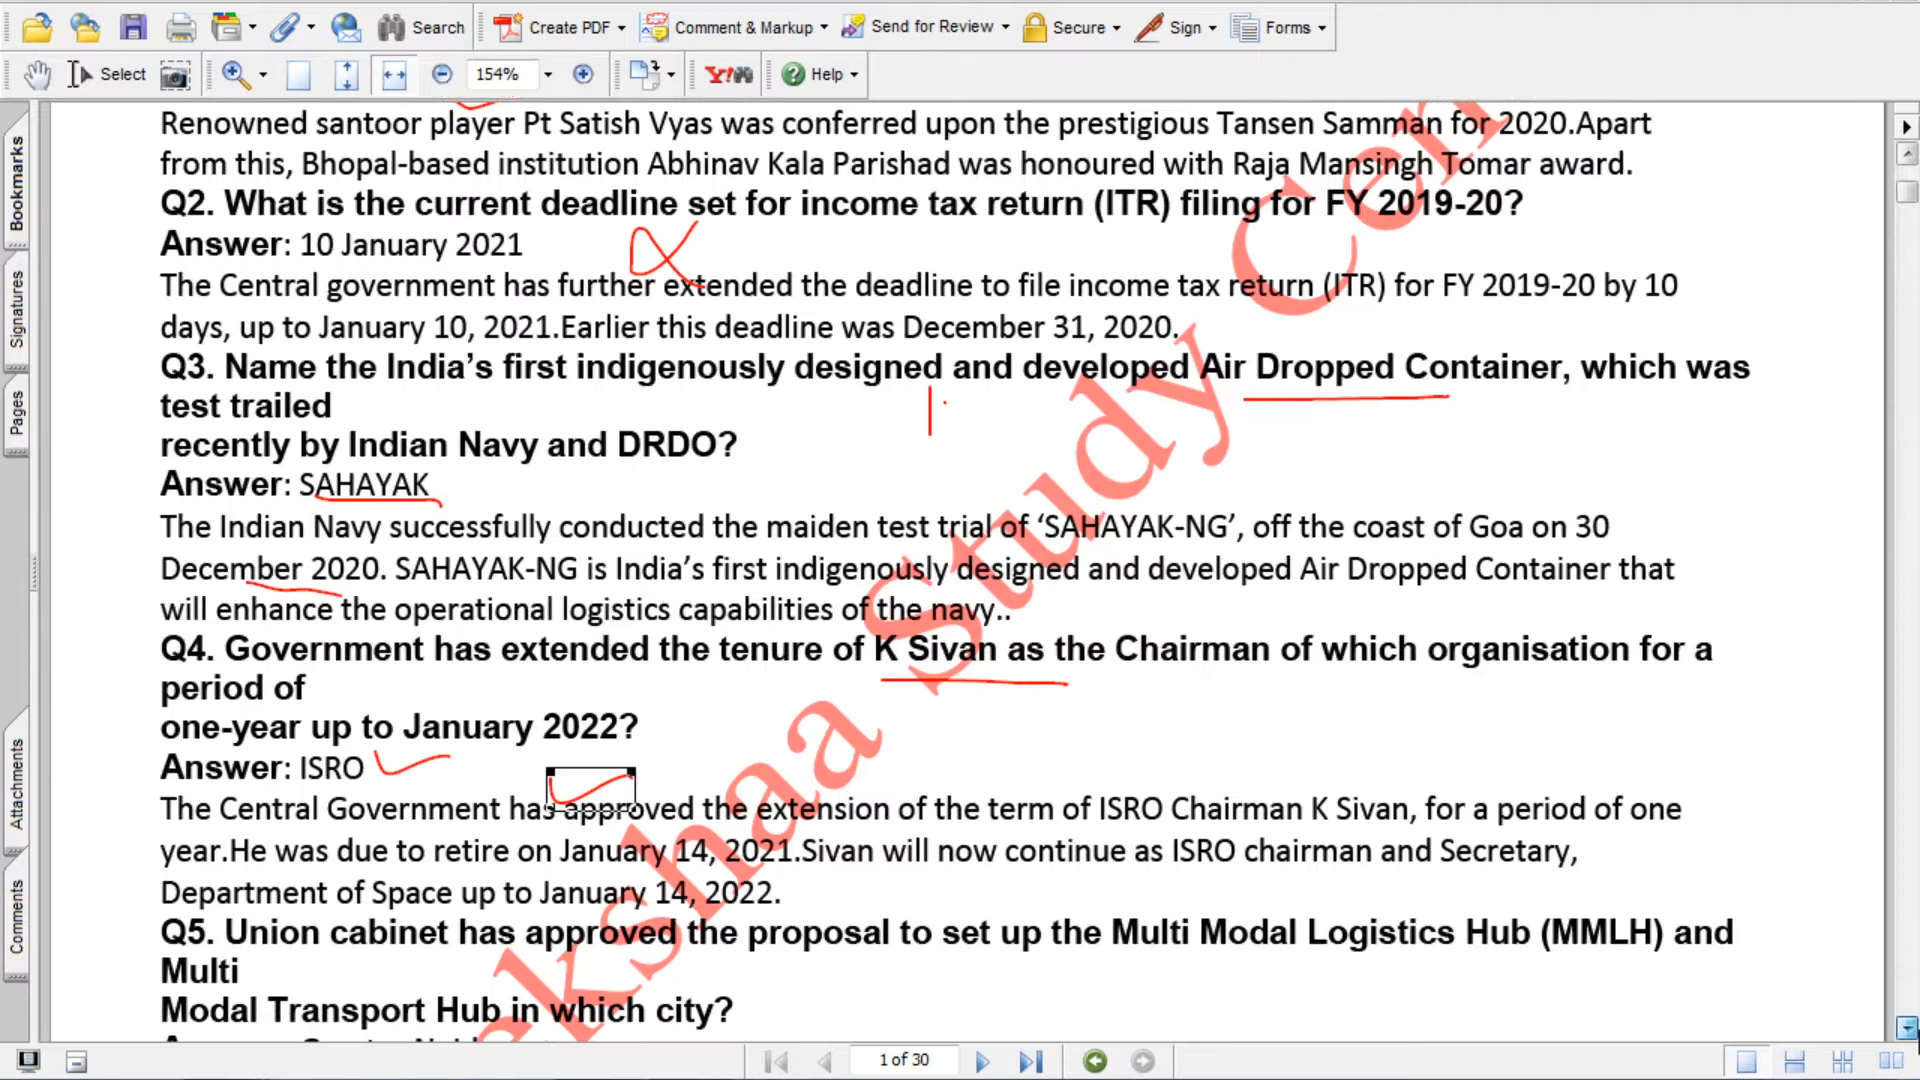 Search
Create PDF
Comment & Markup
Send for Review
Secure
Sign
Forms
Select
154%
Y!
Help
Bookmarks
Signatures
Pages
Attachments
Comments
Renowned santoor player Pt Satish Vyas was conferred upon the prestigious Tansen Samman for 2020.Apart
from this, Bhopal-based institution Abhinav Kala Parishad was honoured with Raja Mansingh Tomar award.
Q2. What is the current deadline set for income tax return (ITR) filing for FY 2019-20?
Answer: 10 January 2021
The Central government has further extended the deadline to file income tax return (ITR) for FY 2019-20 by 10
days, up to January 10, 2021.Earlier this deadline was December 31, 2020.
Q3. Name the India’s first indigenously designed and developed Air Dropped Container, which was
test trailed
recently by Indian Navy and DRDO?
Answer: SAHAYAK
The Indian Navy successfully conducted the maiden test trial of ‘SAHAYAK-NG’, off the coast of Goa on 30
December 2020. SAHAYAK-NG is India’s first indigenously designed and developed Air Dropped Container that
will enhance the operational logistics capabilities of the navy..
Q4. Government has extended the tenure of K Sivan as the Chairman of which organisation for a
period of
one-year up to January 2022?
Answer: ISRO
The Central Government has approved the extension of the term of ISRO Chairman K Sivan, for a period of one
year.He was due to retire on January 14, 2021.Sivan will now continue as ISRO chairman and Secretary,
Department of Space up to January 14, 2022.
Q5. Union cabinet has approved the proposal to set up the Multi Modal Logistics Hub (MMLH) and
Multi
Modal Transport Hub in which city?
ekshaa Study Cen
1 of 30